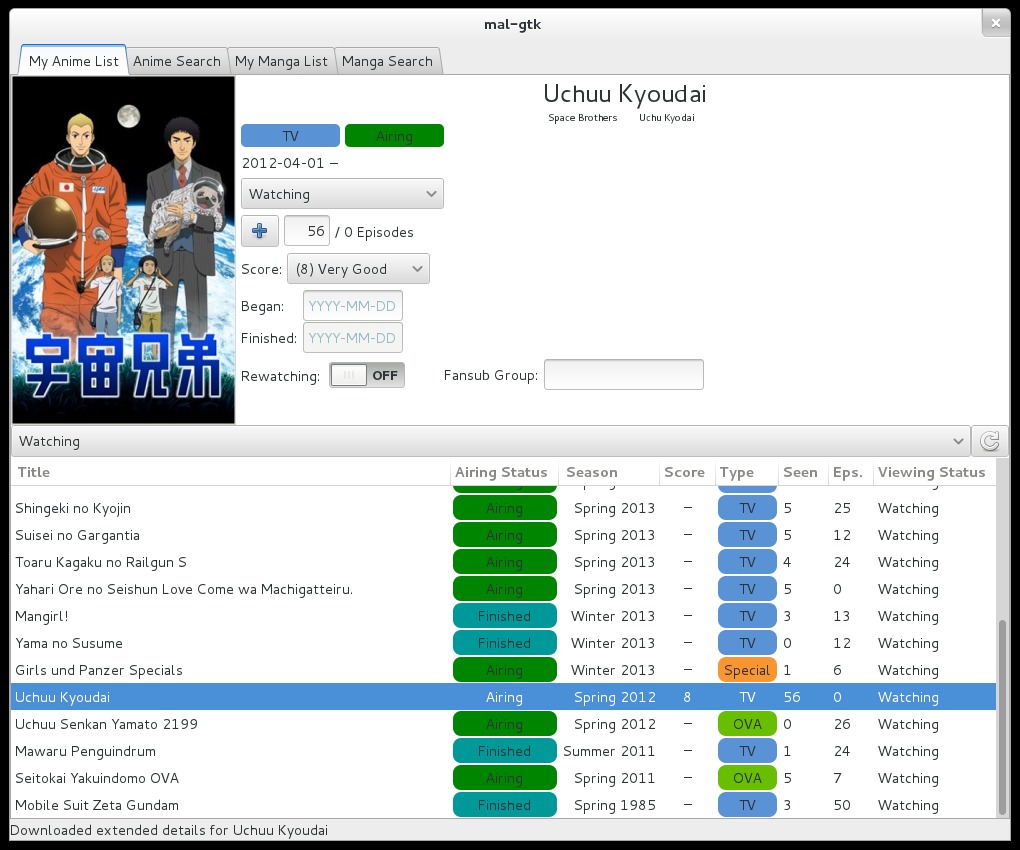 mal-gtk
×
My Anime List
Anime Search
My Manga List
Manga Search
宇宙兄弟
Uchuu Kyoudai
Space Brothers Uchu Kyodai
TV Airing
2012-04-01 –
Watching
56 / 0 Episodes
Score: (8) Very Good
Began: YYYY-MM-DD
Finished: YYYY-MM-DD
Rewatching: OFF
Fansub Group:
Watching
Title Airing Status Season Score Type Seen Eps. Viewing Status
Shingeki no Kyojin Airing Spring 2013 – TV 5 25 Watching
Suisei no Gargantia Airing Spring 2013 – TV 5 12 Watching
Toaru Kagaku no Railgun S Airing Spring 2013 – TV 4 24 Watching
Yahari Ore no Seishun Love Come wa Machigatteiru. Airing Spring 2013 – TV 5 0 Watching
Mangirl! Finished Winter 2013 – TV 3 13 Watching
Yama no Susume Finished Winter 2013 – TV 0 12 Watching
Girls und Panzer Specials Airing Winter 2013 – Special 1 6 Watching
Uchuu Kyoudai Airing Spring 2012 8 TV 56 0 Watching
Uchuu Senkan Yamato 2199 Airing Spring 2012 – OVA 0 26 Watching
Mawaru Penguindrum Finished Summer 2011 – TV 1 24 Watching
Seitokai Yakuindomo OVA Airing Spring 2011 – OVA 5 7 Watching
Mobile Suit Zeta Gundam Finished Spring 1985 – TV 3 50 Watching
Downloaded extended details for Uchuu Kyoudai